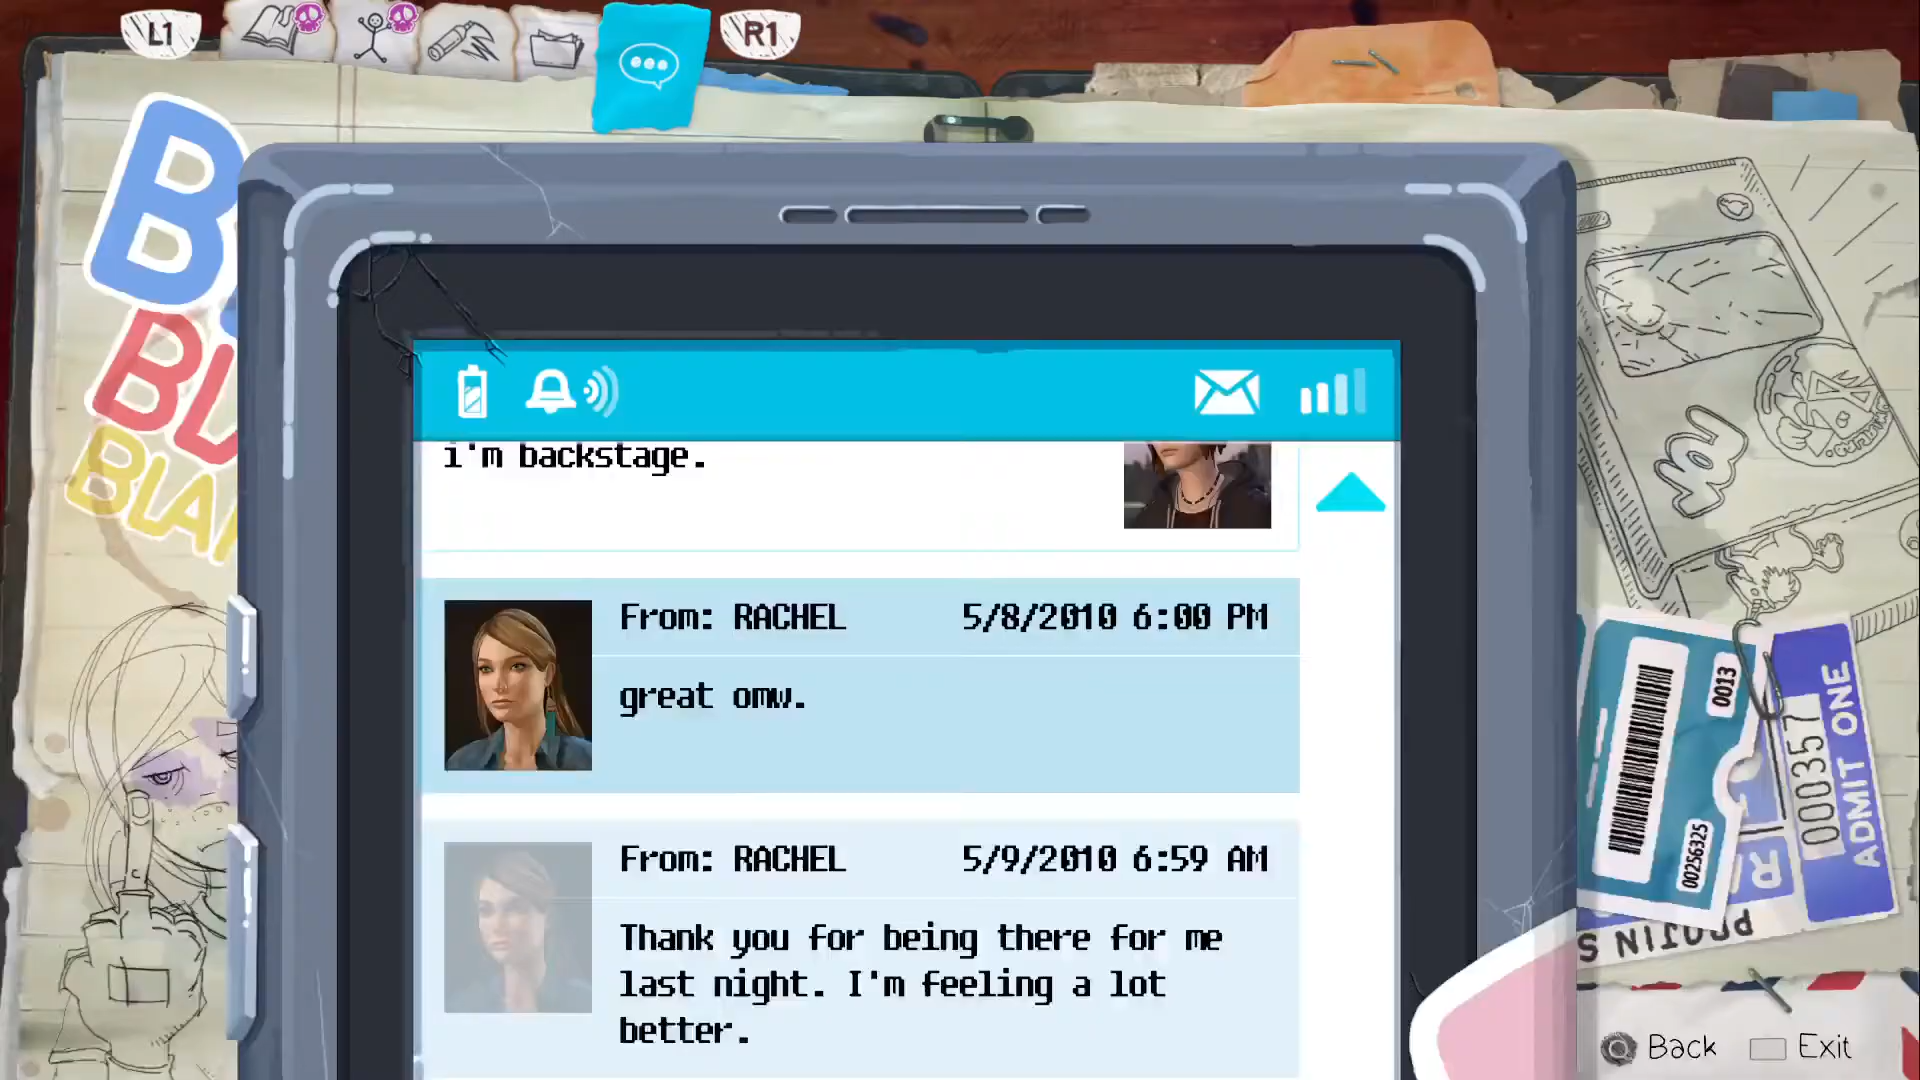 L1
R1
BLA
BLA
i'm backstage.
From: RACHEL 5/8/2010 6:00 PM
great omw.
From: RACHEL 5/9/2010 6:59 AM
Thank you for being there for me
last night. I'm feeling a lot
better.
0013
00256325
000357
ADMIT ONE
Back
Exit